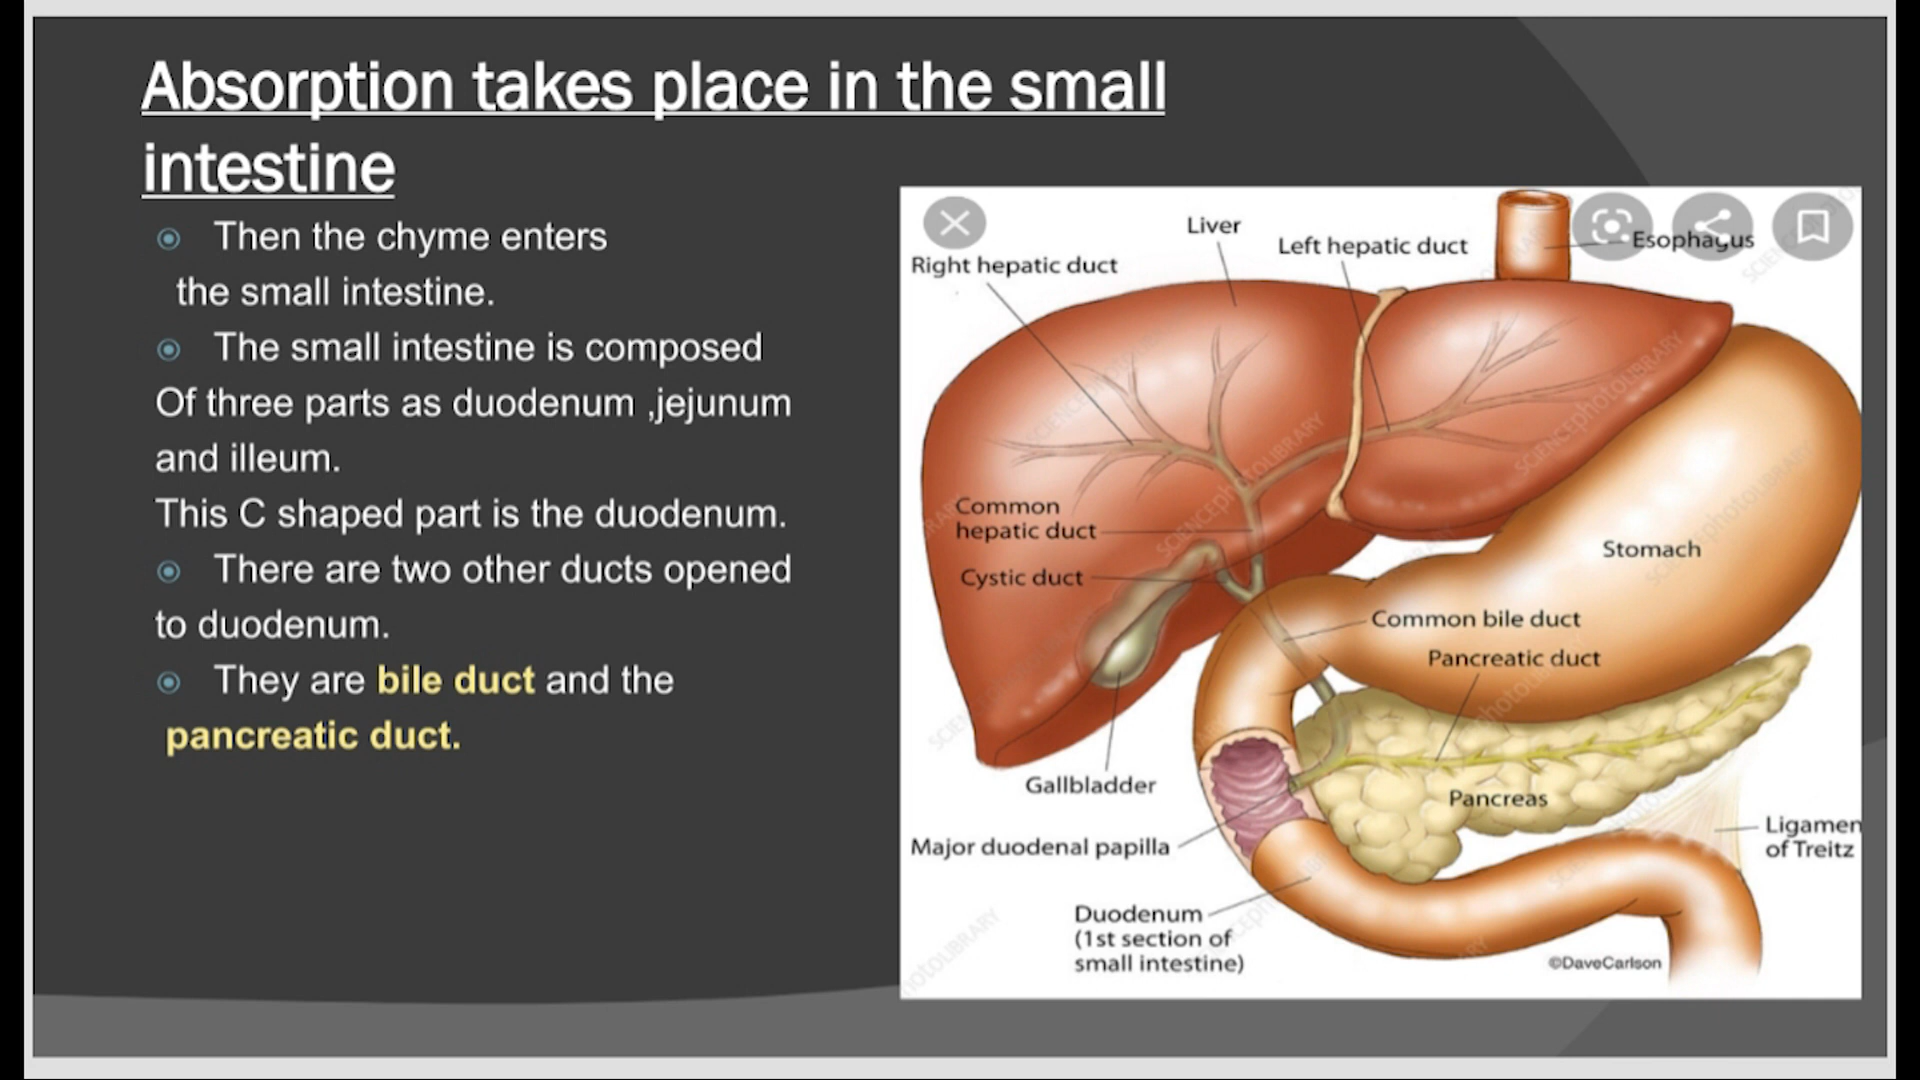 Absorption takes place in the small
intestine
Then the chyme enters
the small intestine.
The small intestine is composed
Of three parts as duodenum ,jejunum
and illeum.
This C shaped part is the duodenum.
There are two other ducts opened
to duodenum.
They are bile duct and the
pancreatic duct.
Liver
Left hepatic duct
Esophagus
Right hepatic duct
Common
hepatic duct
Cystic duct
Stomach
Common bile duct
Pancreatic duct
Gallbladder
Pancreas
Major duodenal papilla
Ligamen
of Treitz
Duodenum
(1st section of
small intestine)
©DaveCarlson
SCIENCEphotoLIBRARY